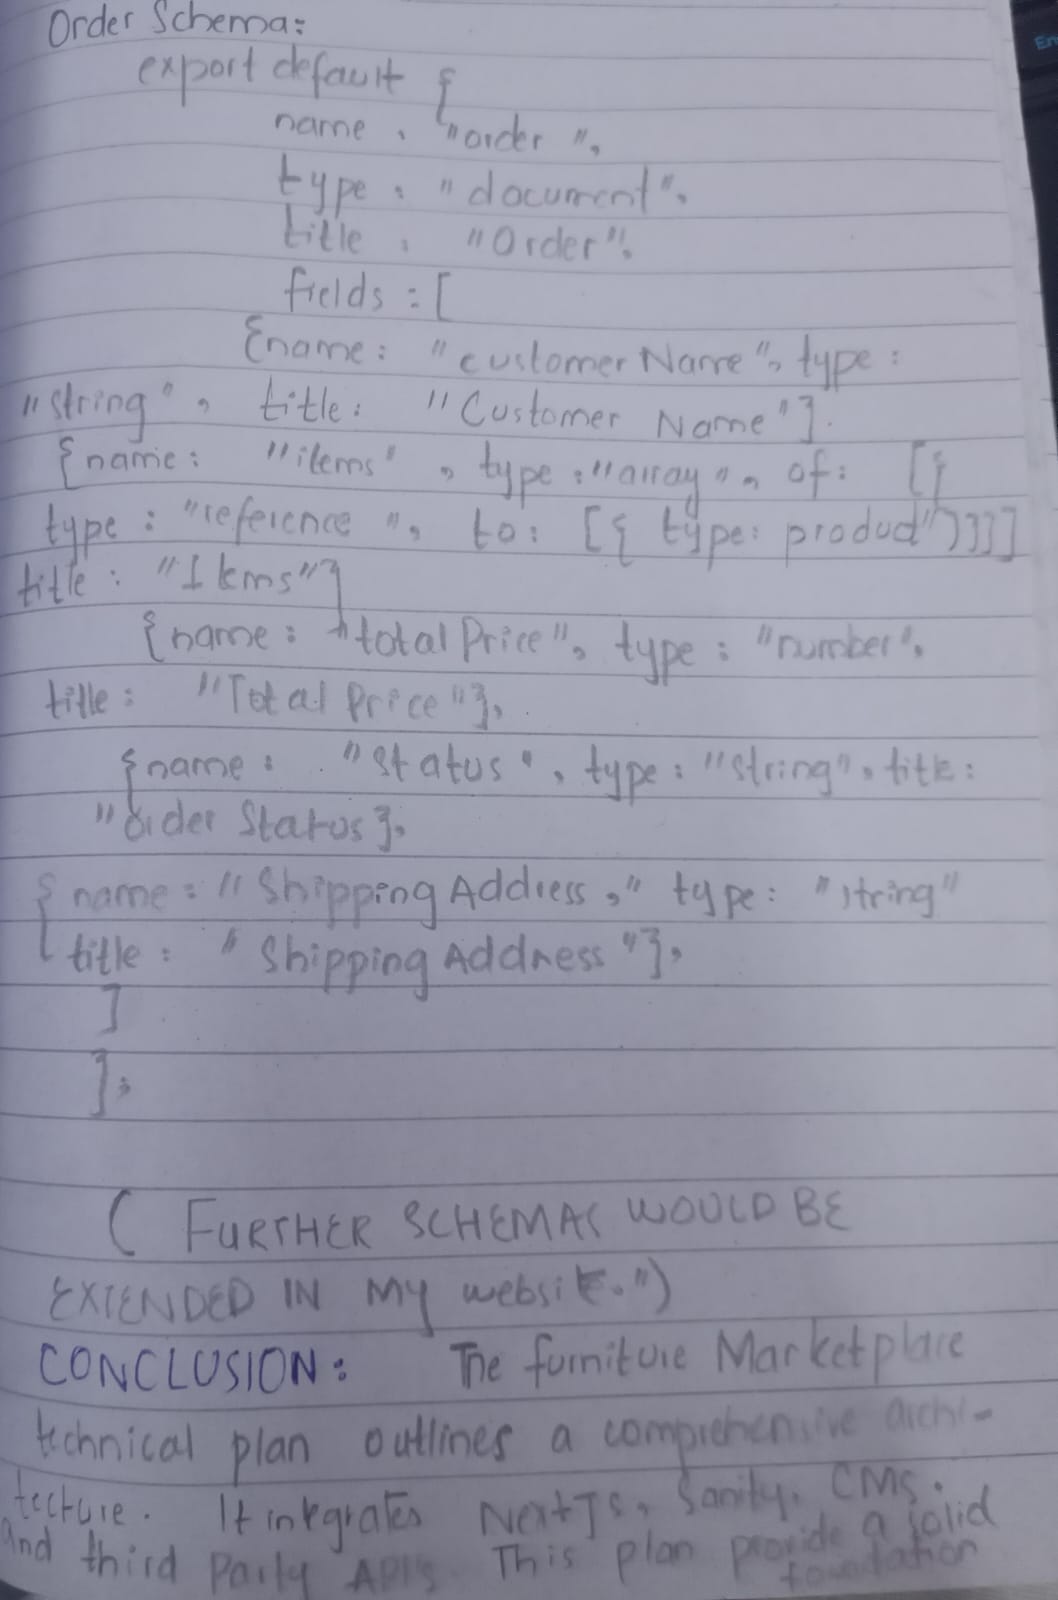 Order Schema:
export default {
name : "order",
type : "document",
title : "Order",
fields : [
{name: "customerName", type :
"string", title: "Customer Name"}.
{name: "items", type :"array", of: [{
type : "reference", to: [{ type: product")}]]
title : "Items"}
{name: "totalPrice", type : "number",
title: "Total Price"},
{name: "status", type: "string", title:
"Order Status},
{ name: "Shipping Address," type: "string"
title : "Shipping Address"},
]
};
( FURTHER SCHEMAS WOULD BE
EXTENDED IN MY website.")
CONCLUSION: The furniture Marketplace
technical plan outlines a comprehensive archi-
tecture. It integrates NextJS, Sanity, CMS.
and third Party APIs. This plan provide a solid
foundation